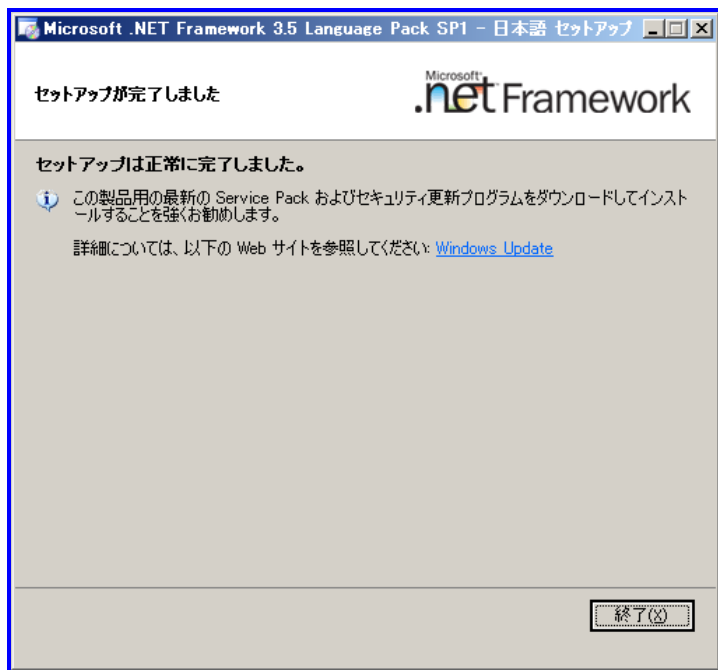 Microsoft .NET Framework 3.5 Language Pack SP1 - 日本語 セットアップ
セットアップが完了しました
Microsoft
.net Framework
セットアップは正常に完了しました。
この製品用の最新の Service Pack およびセキュリティ更新プログラムをダウンロードしてインスト
ールすることを強くお勧めします。
詳細については、以下の Web サイトを参照してください: Windows Update
終了(X)